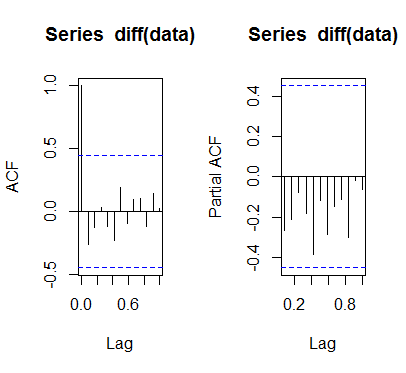 Series diff(data)
ACF
-0.5 0.0 0.5 1.0
0.0 0.6
Lag
Series diff(data)
Partial ACF
-0.4 -0.2 0.0 0.2 0.4
0.2 0.8
Lag